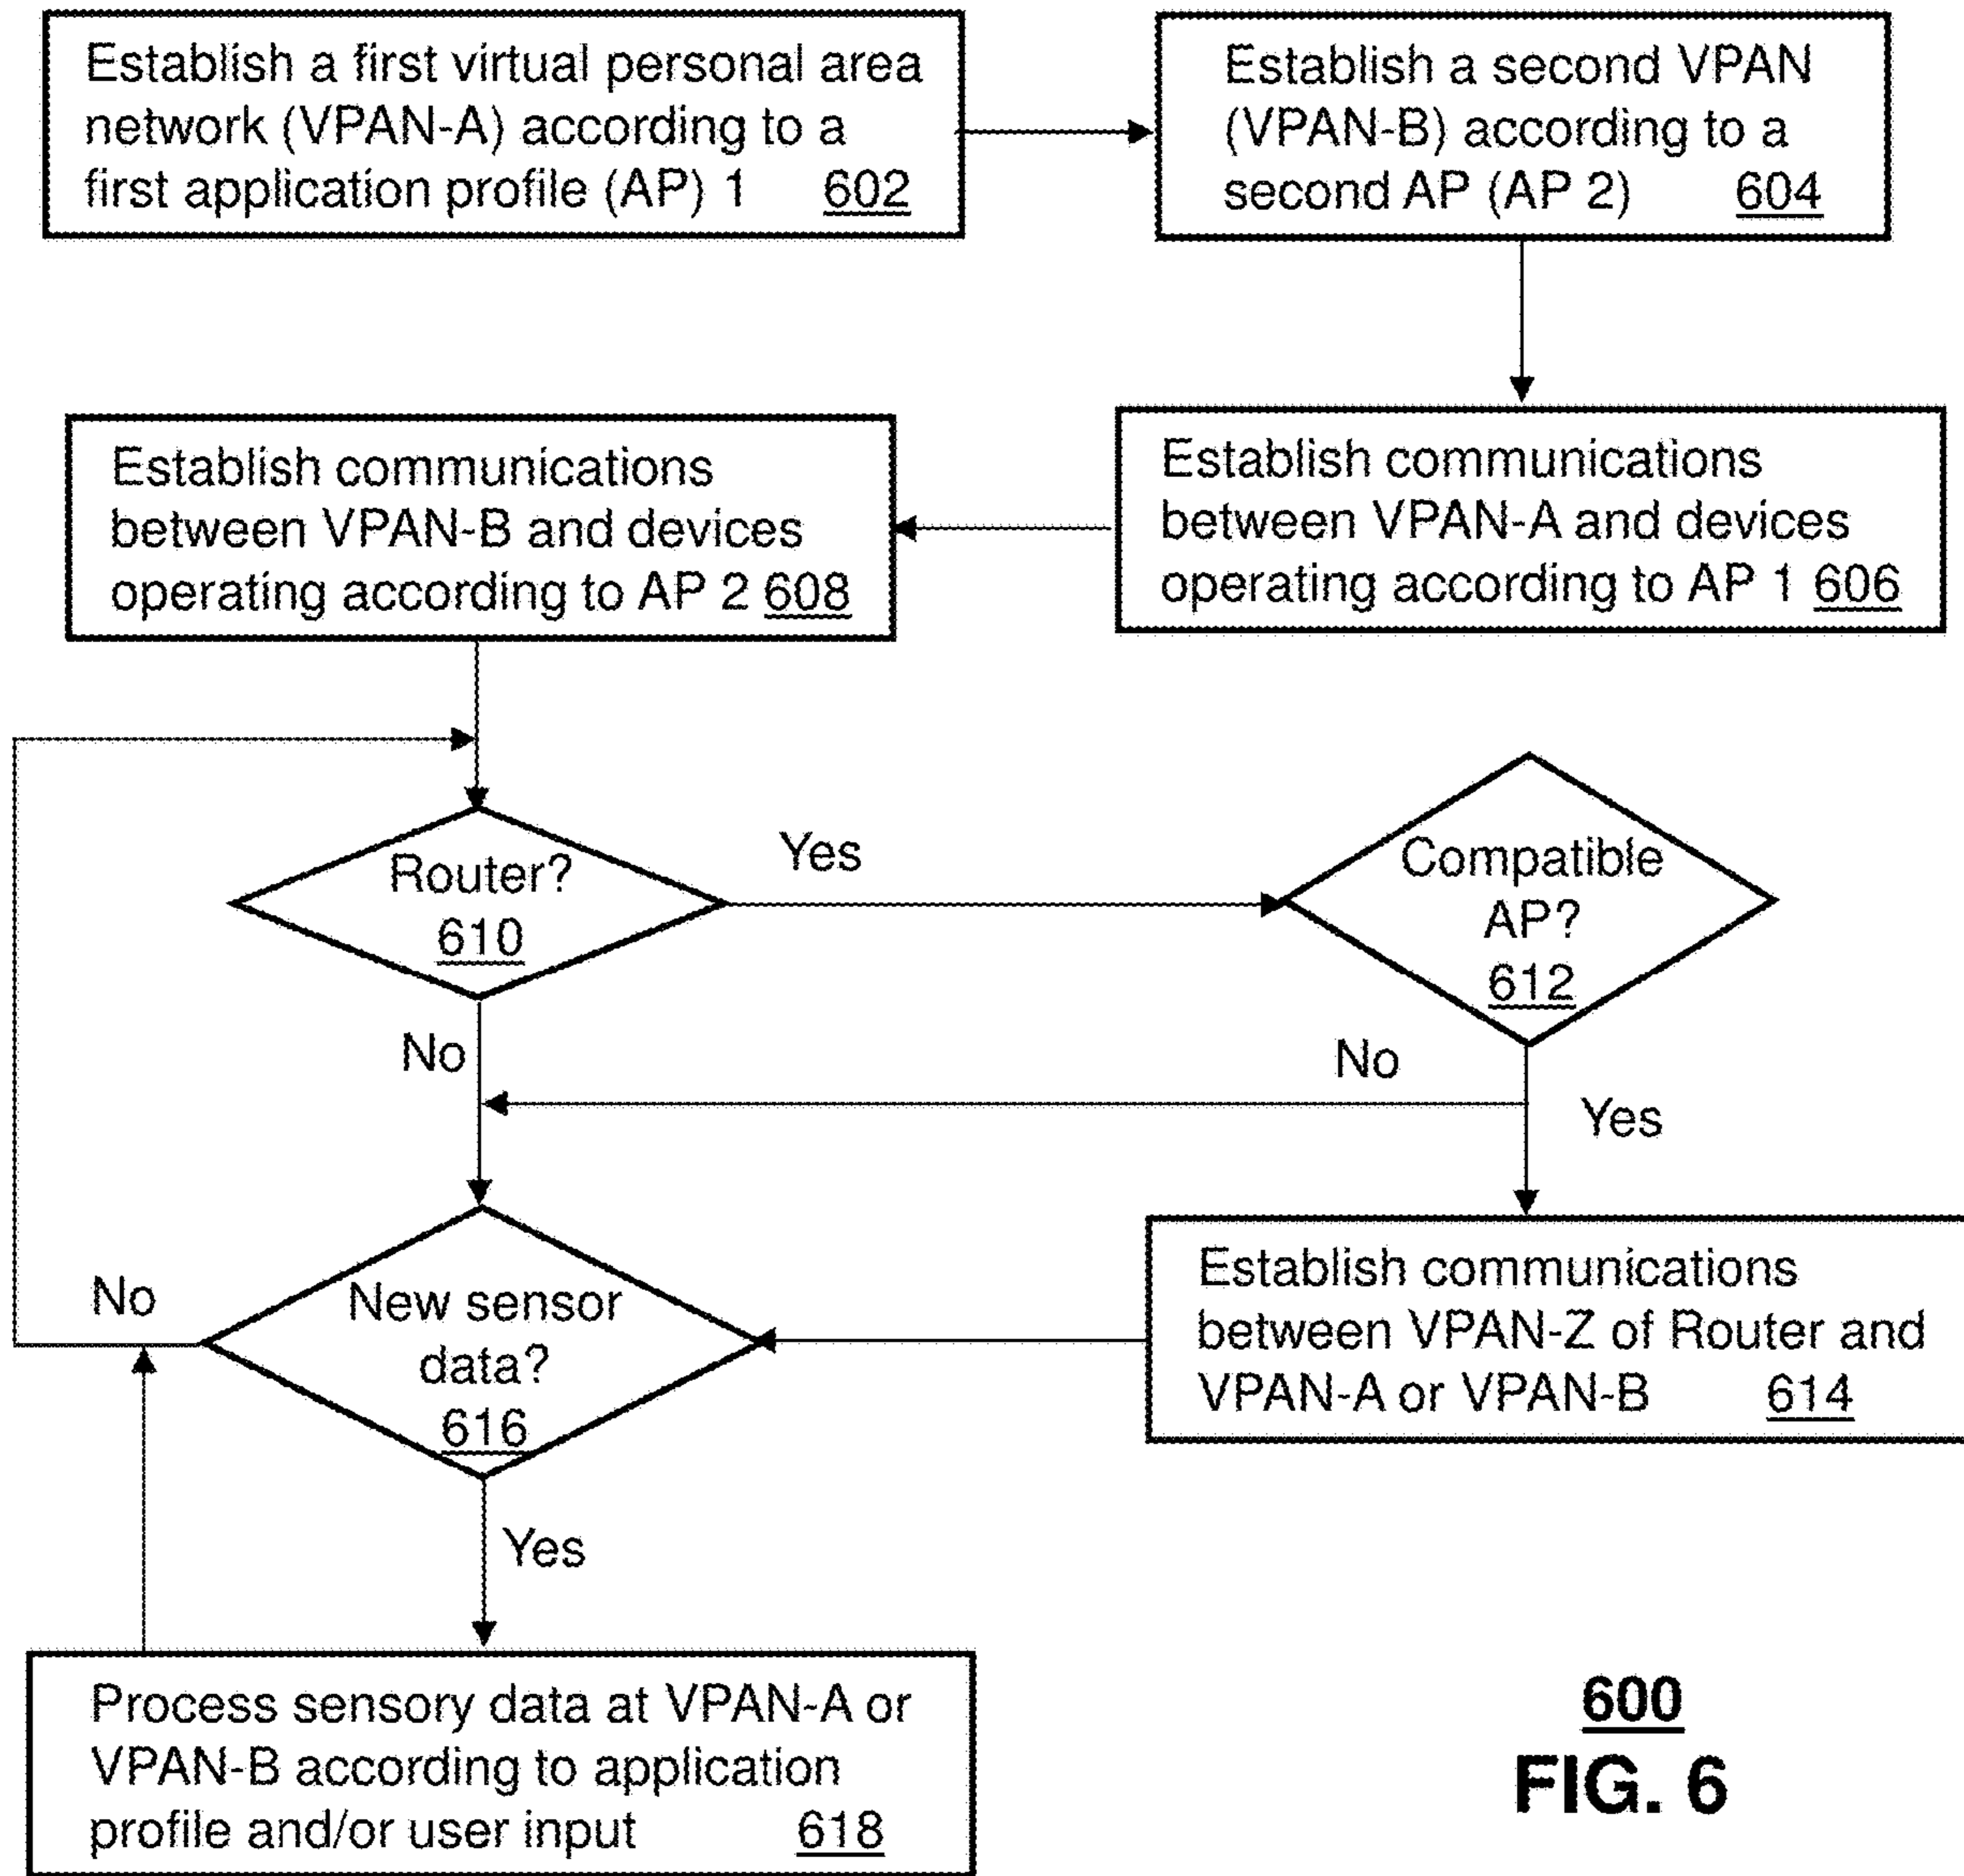 Establish a first virtual personal area
network (VPAN-A) according to a
first application profile (AP) 1 602
Establish a second VPAN
(VPAN-B) according to a
second AP (AP 2) 604
Establish communications
between VPAN-B and devices
operating according to AP 2 608
Establish communications
between VPAN-A and devices
operating according to AP 1 606
Router?
610
Yes
Compatible
AP?
612
No
No
Yes
New sensor
data?
616
No
Establish communications
between VPAN-Z of Router and
VPAN-A or VPAN-B 614
Yes
Process sensory data at VPAN-A or
VPAN-B according to application
profile and/or user input 618
600
FIG. 6